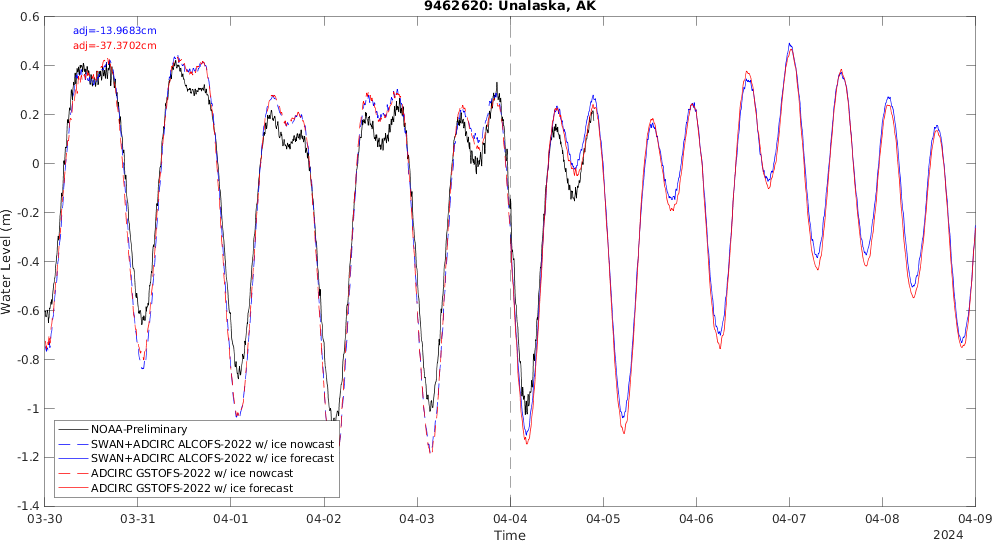 9462620: Unalaska, AK
adj=-13.9683cm
adj=-37.3702cm
0.6
0.4
0.2
0
-0.2
-0.4
-0.6
-0.8
-1
-1.2
-1.4
Water Level (m)
NOAA-Preliminary
SWAN+ADCIRC ALCOFS-2022 w/ ice nowcast
SWAN+ADCIRC ALCOFS-2022 w/ ice forecast
ADCIRC GSTOFS-2022 w/ ice nowcast
ADCIRC GSTOFS-2022 w/ ice forecast
03-30 03-31 04-01 04-02 04-03 04-04 04-05 04-06 04-07 04-08 04-09
Time
2024